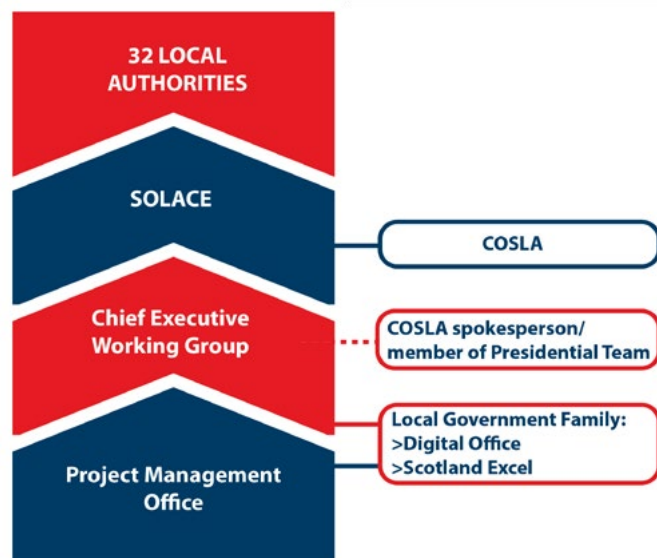 32 LOCAL
AUTHORITIES
SOLACE
COSLA
Chief Executive
Working Group
COSLA spokesperson/
member of Presidential Team
Local Government Family:
>Digital Office
>Scotland Excel
Project Management
Office